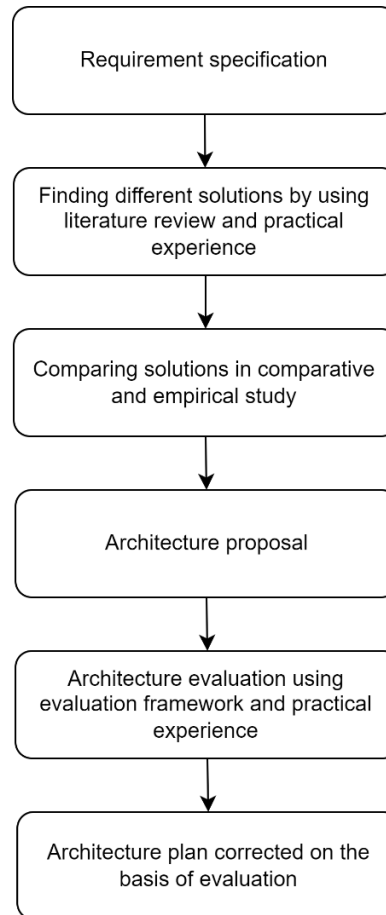 Requirement specification
Finding different solutions by using
literature review and practical
experience
Comparing solutions in comparative
and empirical study
Architecture proposal
Architecture evaluation using
evaluation framework and practical
experience
Architecture plan corrected on the
basis of evaluation